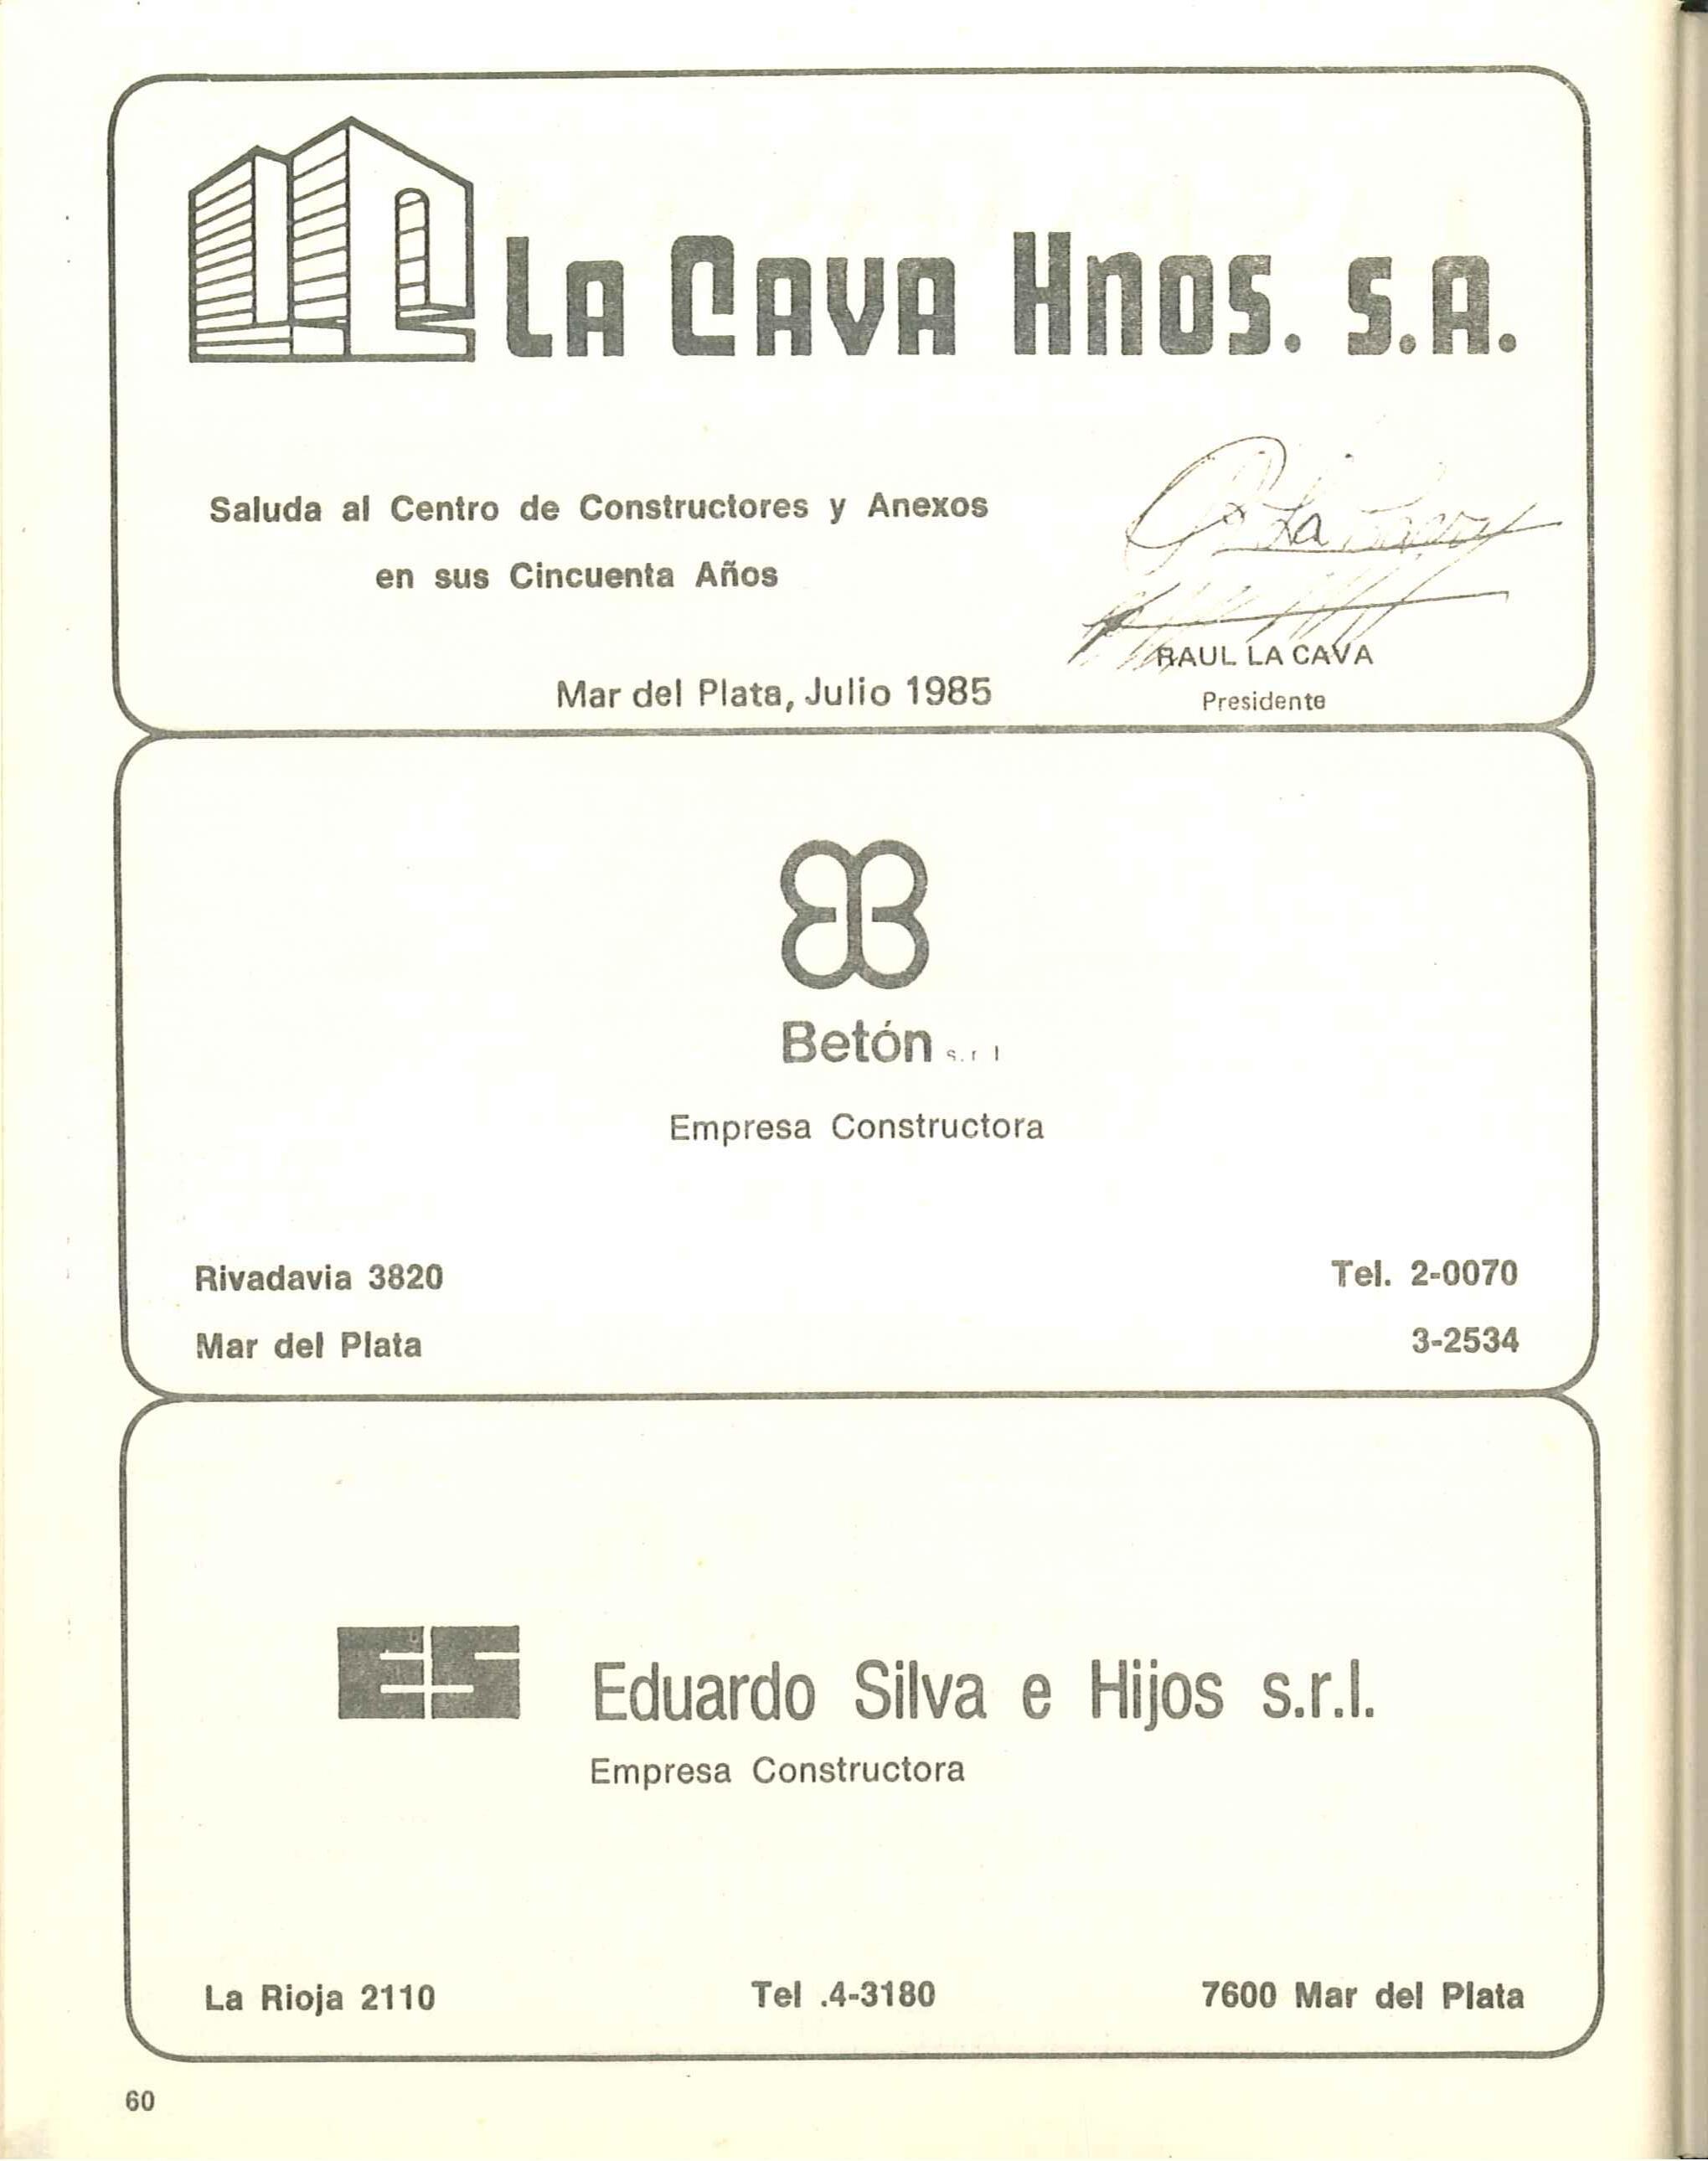 La Cava Hnos. S.A.
Saluda al Centro de Constructores y Anexos
en sus Cincuenta Años
RAUL LA CAVA
Presidente
Mar del Plata, Julio 1985
Betón s.r l
Empresa Constructora
Rivadavia 3820
Tel. 2-0070
Mar del Plata
3-2534
ES
Eduardo Silva e Hijos s.r.l.
Empresa Constructora
La Rioja 2110
Tel .4-3180
7600 Mar del Plata
60